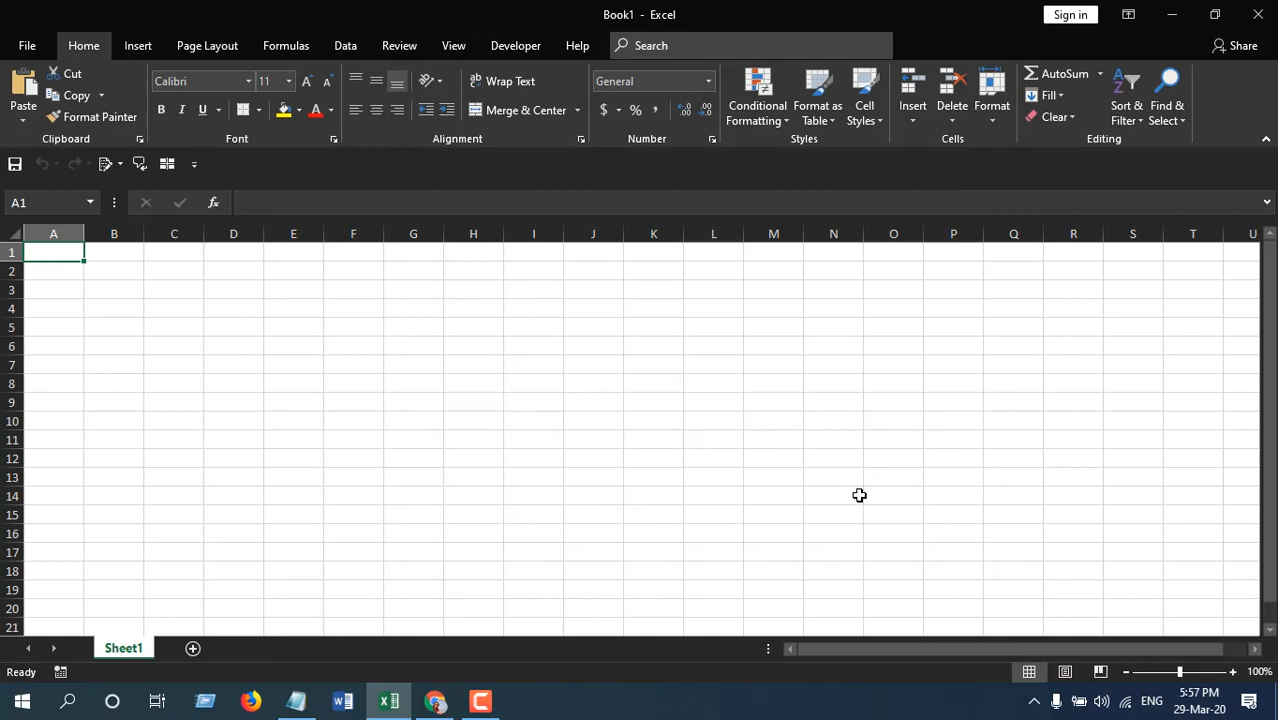 Book1 - Excel
Sign in
File Home Insert Page Layout Formulas Data Review View Developer Help Search Share
Paste
Cut
Copy
Format Painter
Clipboard
Calibri 11
B I U A
Font
Wrap Text
Merge & Center
Alignment
General
$ % ,
Number
Conditional Formatting
Format as Table
Cell Styles
Styles
Insert
Delete
Format
Cells
AutoSum
Fill
Clear
Sort & Filter
Find & Select
Editing
A1 fx
A B C D E F G H I J K L M N O P Q R S T U
1
2
3
4
5
6
7
8
9
10
11
12
13
14
15
16
17
18
19
20
21
Sheet1
Ready 100%
ENG
5:57 PM
29-Mar-20